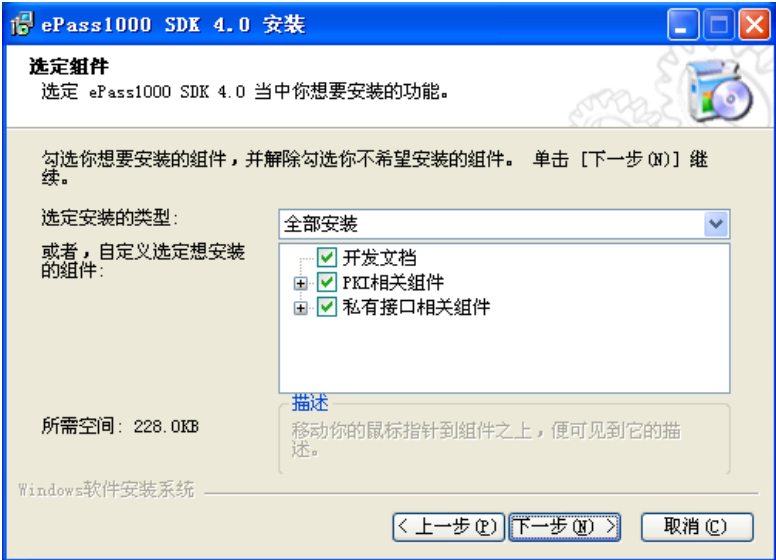 ePass1000 SDK 4.0 安装
选定组件
选定 ePass1000 SDK 4.0 当中你想要安装的功能。
勾选你想要安装的组件，并解除勾选你不希望安装的组件。 单击 [下一步(N)] 继
续。
选定安装的类型:
全部安装
或者，自定义选定想安装
的组件:
开发文档
PKI相关组件
私有接口相关组件
所需空间: 228.0KB
描述
移动你的鼠标指针到组件之上，便可见到它的描
述。
Windows软件安装系统
< 上一步(P)
下一步(N) >
取消(C)